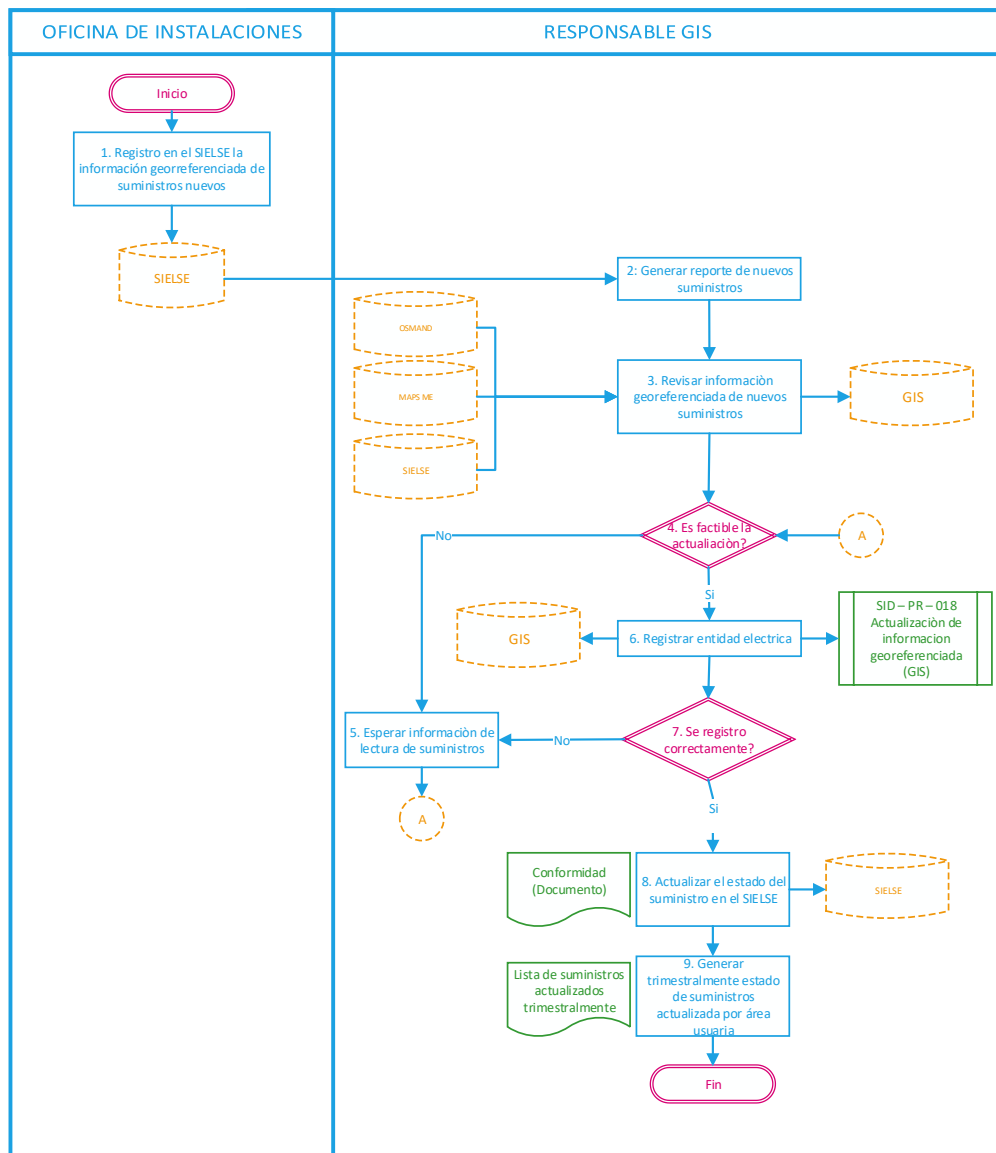 OFICINA DE INSTALACIONES
RESPONSABLE GIS
Inicio
1. Registro en el SIELSE la
información georreferenciada de
suministros nuevos
SIELSE
2: Generar reporte de nuevos
suministros
OSMAND
MAPS ME
SIELSE
3. Revisar informaciòn
georeferenciada de nuevos
suministros
GIS
4. Es factible la
actualiaciòn?
A
No
Si
GIS
6. Registrar entidad electrica
SID – PR – 018
Actualizaciòn de
informacion
georeferenciada
(GIS)
5. Esperar informaciòn de
lectura de suministros
No
7. Se registro
correctamente?
A
Si
Conformidad
(Documento)
8. Actualizar el estado del
suministro en el SIELSE
SIELSE
Lista de suministros
actualizados
trimestralmente
9. Generar
trimestralmente estado
de suministros
actualizada por área
usuaria
Fin